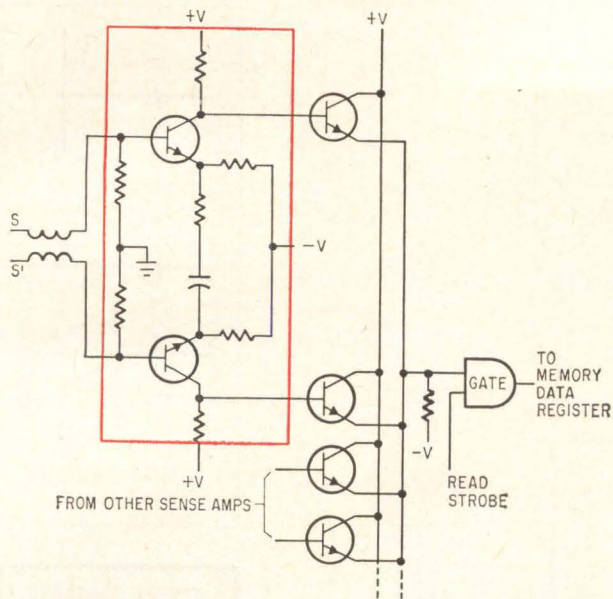 +V
+V
S
S'
-V
TO
MEMORY
DATA
REGISTER
GATE
-V
+V
READ
STROBE
FROM OTHER SENSE AMPS